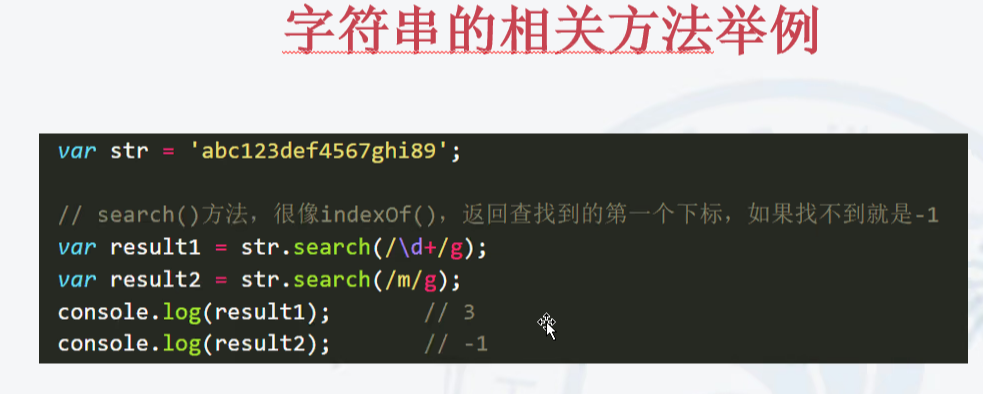 字符串的相关方法举例
var str = 'abc123def4567ghi89';
// search()方法，很像indexOf()，返回查找到的第一个下标，如果找不到就是-1
var result1 = str.search(/\d+/g);
var result2 = str.search(/m/g);
console.log(result1); // 3
console.log(result2); // -1